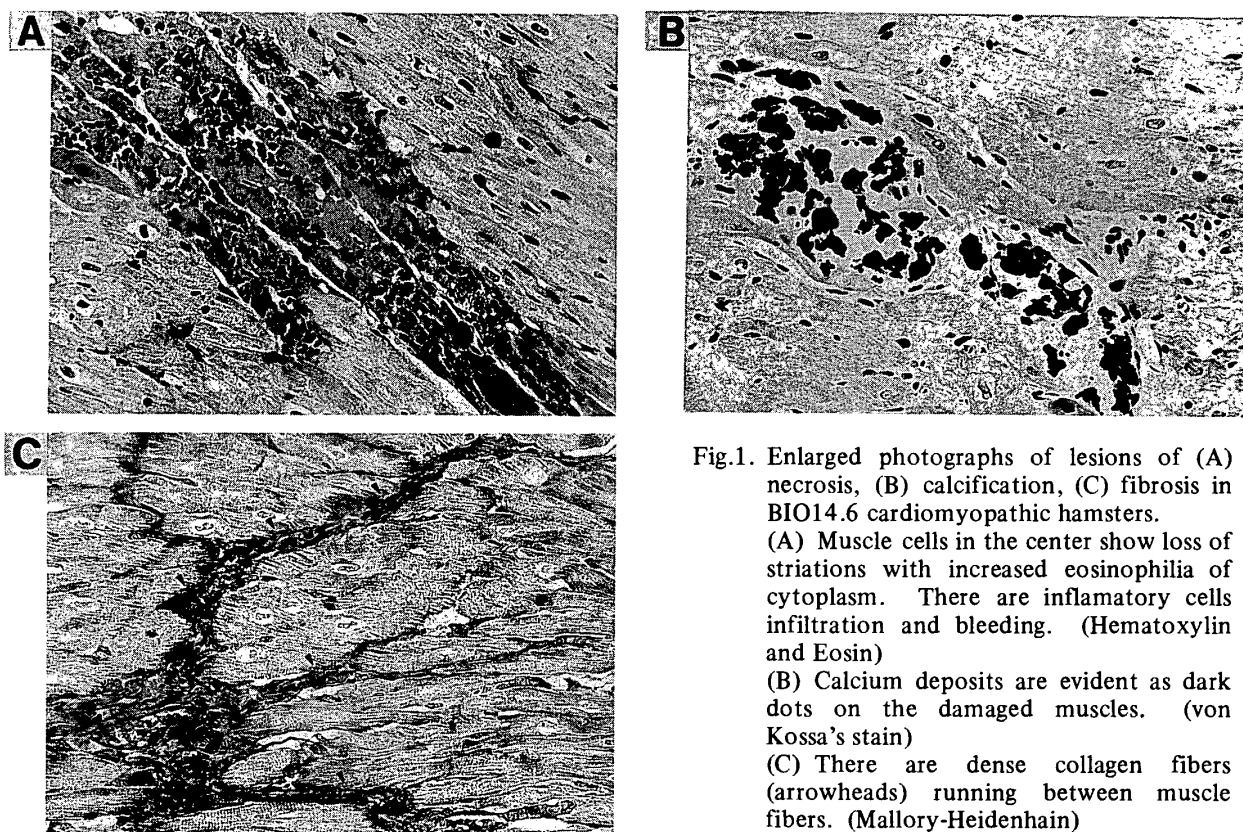 A
B
C
Fig.1. Enlarged photographs of lesions of (A)
necrosis, (B) calcification, (C) fibrosis in
BIO14.6 cardiomyopathic hamsters.
(A) Muscle cells in the center show loss of
striations with increased eosinophilia of
cytoplasm. There are inflamatory cells
infiltration and bleeding. (Hematoxylin
and Eosin)
(B) Calcium deposits are evident as dark
dots on the damaged muscles. (von
Kossa's stain)
(C) There are dense collagen fibers
(arrowheads) running between muscle
fibers. (Mallory-Heidenhain)